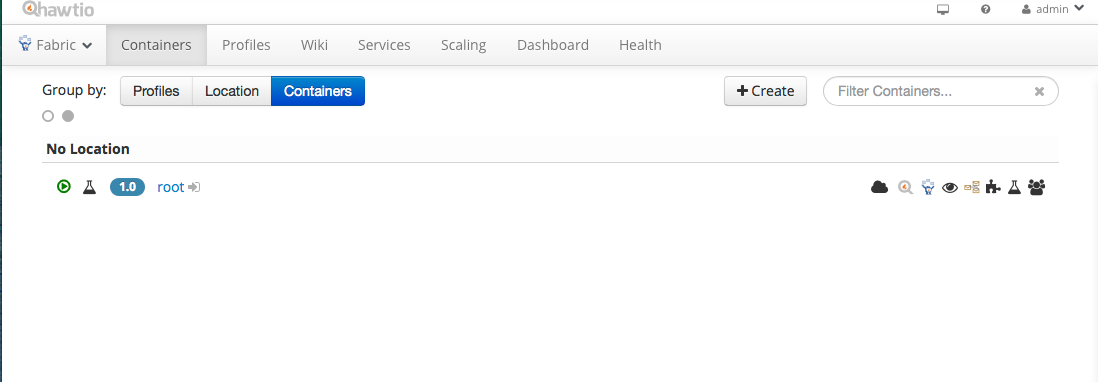 hawtio
admin
Fabric Containers Profiles Wiki Services Scaling Dashboard Health
Group by: Profiles Location Containers Create Filter Containers...
No Location
1.0 root